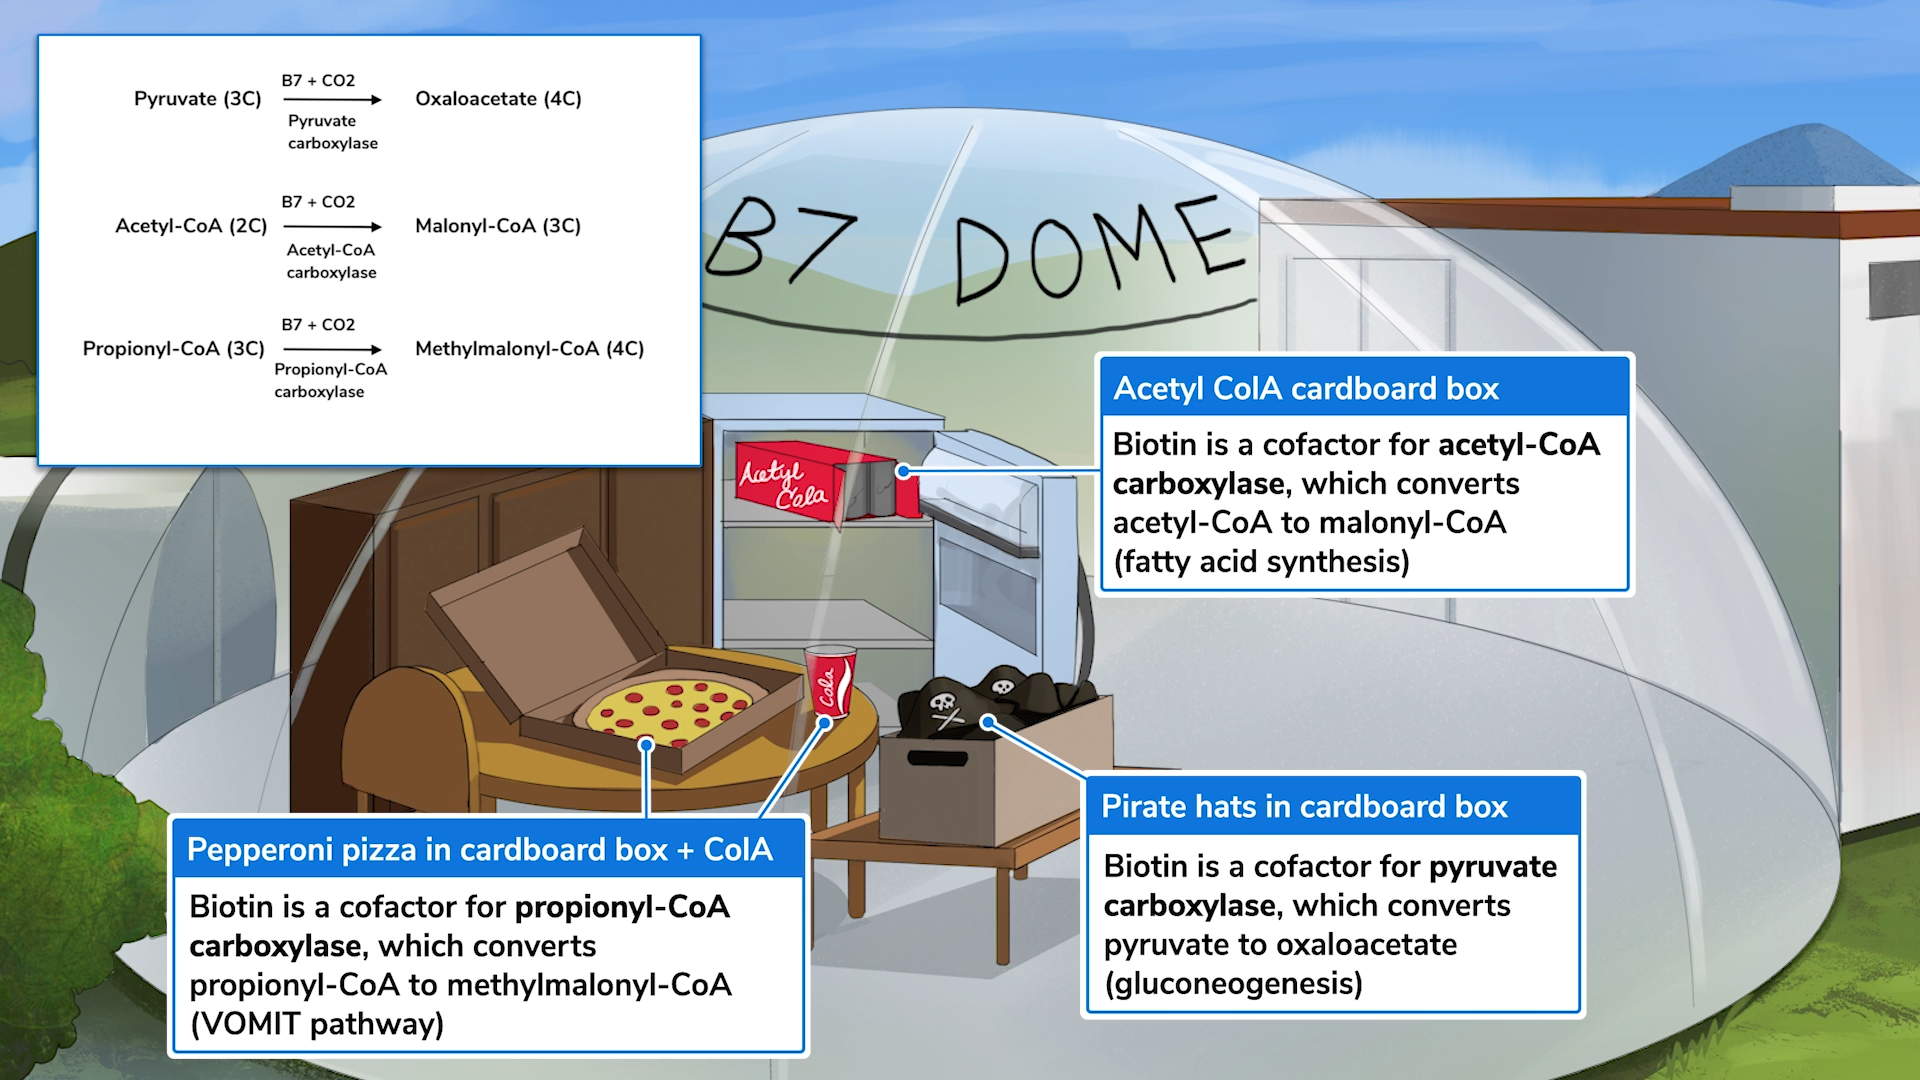 B7 + CO2
Pyruvate (3C)
Oxaloacetate (4C)
Pyruvate
carboxylase
B7 + CO2
Acetyl-CoA (2C)
Malonyl-CoA (3C)
Acetyl-CoA
carboxylase
B7 + CO2
Propionyl-CoA (3C)
Methylmalonyl-CoA (4C)
Propionyl-CoA
carboxylase
B7 DOME
Acetyl ColA cardboard box
Biotin is a cofactor for acetyl-CoA
carboxylase, which converts
acetyl-CoA to malonyl-CoA
(fatty acid synthesis)
Acetyl
Cola
Cola
Pirate hats in cardboard box
Biotin is a cofactor for pyruvate
carboxylase, which converts
pyruvate to oxaloacetate
(gluconeogenesis)
Pepperoni pizza in cardboard box + ColA
Biotin is a cofactor for propionyl-CoA
carboxylase, which converts
propionyl-CoA to methylmalonyl-CoA
(VOMIT pathway)